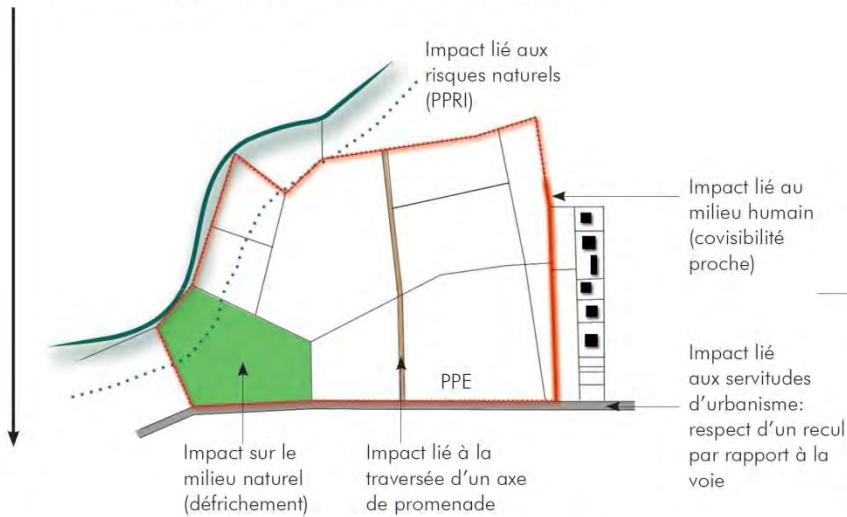 Impact lié aux
risques naturels
(PPRI)
Impact lié au
milieu humain
(covisibilité
proche)
PPE
Impact lié
aux servitudes
d’urbanisme:
respect d’un recul
par rapport à la
voie
Impact sur le
milieu naturel
(défrichement)
Impact lié à la
traversée d’un axe
de promenade